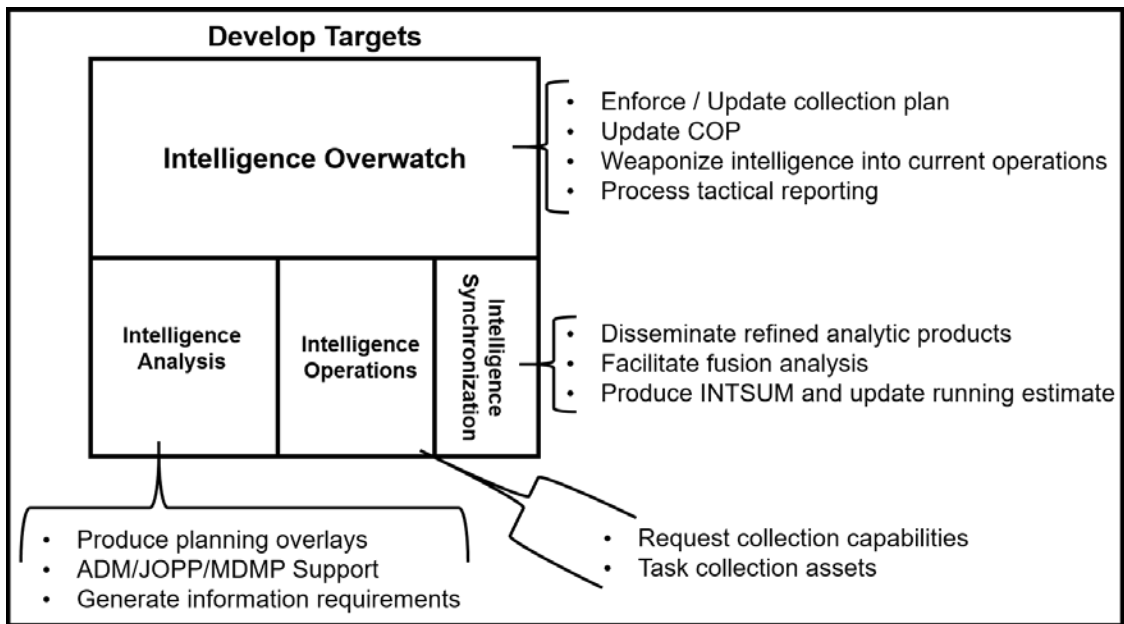 Develop Targets
Intelligence Overwatch
• Enforce / Update collection plan
• Update COP
• Weaponize intelligence into current operations
• Process tactical reporting
Intelligence
Analysis
Intelligence
Operations
Intelligence
Synchronization
• Disseminate refined analytic products
• Facilitate fusion analysis
• Produce INTSUM and update running estimate
• Produce planning overlays
• ADM/JOPP/MDMP Support
• Generate information requirements
• Request collection capabilities
• Task collection assets